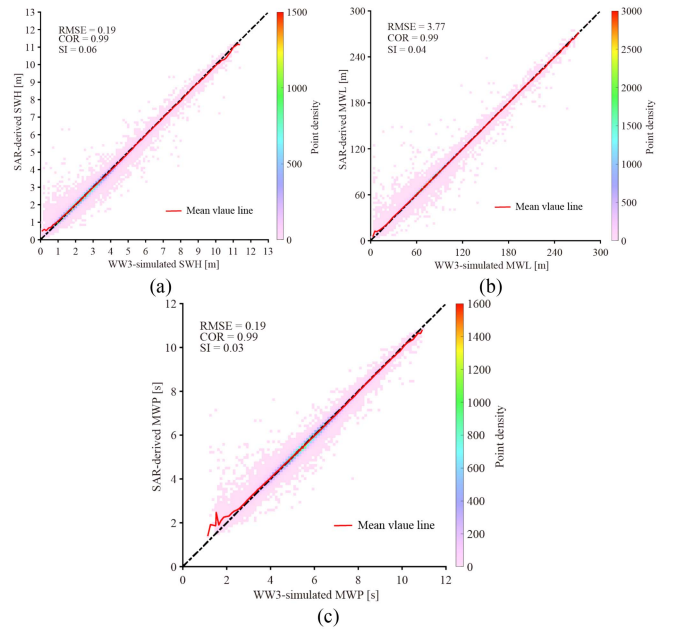 RMSE = 0.19
COR = 0.99
SI = 0.06
SAR-derived SWH [m]
13
12
11
10
9
8
7
6
5
4
3
2
1
0
0 1 2 3 4 5 6 7 8 9 10 11 12 13
WW3-simulated SWH [m]
Mean vlaue line
1500
1000
500
0
Point density
(a)
RMSE = 3.77
COR = 0.99
SI = 0.04
SAR-derived MWL [m]
300
240
180
120
60
0
0 60 120 180 240 300
WW3-simulated MWL [m]
Mean vlaue line
3000
2500
2000
1500
1000
500
0
Point density
(b)
RMSE = 0.19
COR = 0.99
SI = 0.03
SAR-derived MWP [s]
12
10
8
6
4
2
0
0 2 4 6 8 10 12
WW3-simulated MWP [s]
Mean vlaue line
1600
1400
1200
1000
800
600
400
200
0
Point density
(c)